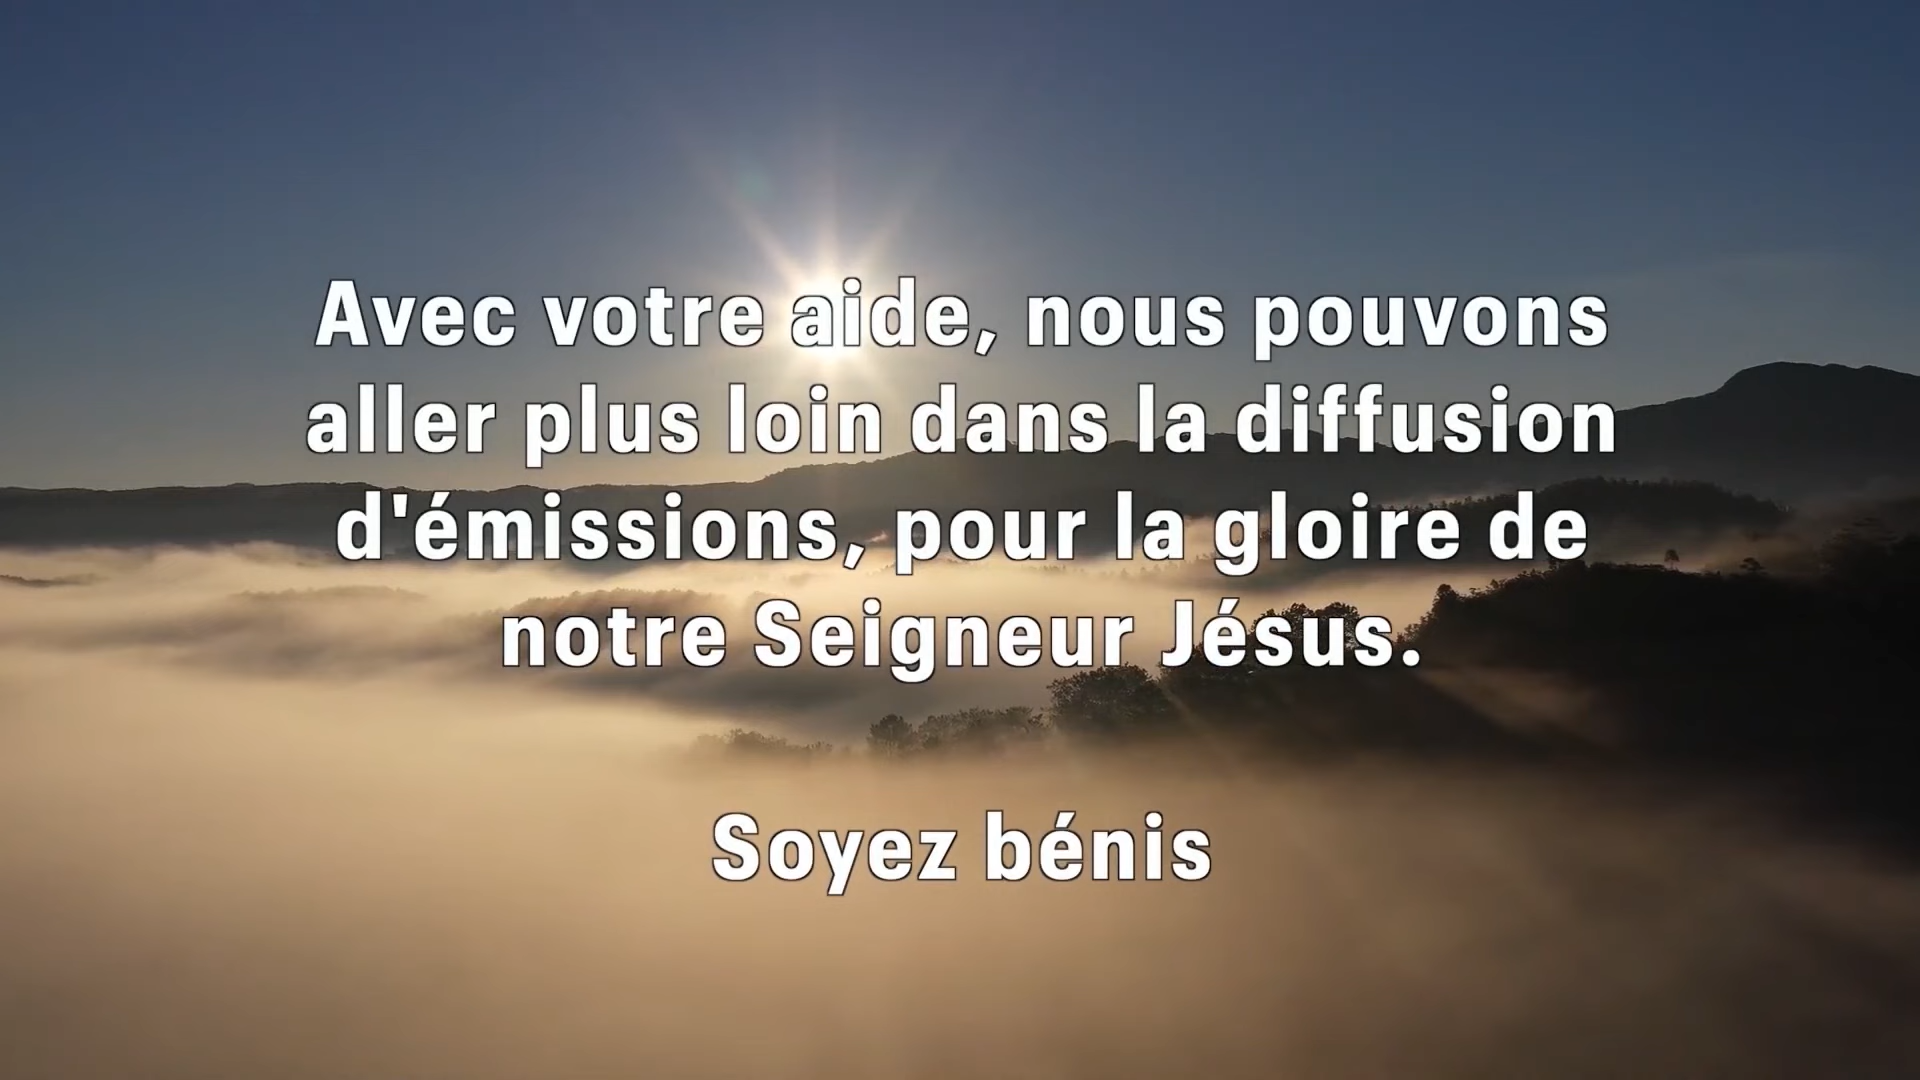 Avec votre aide, nous pouvons
aller plus loin dans la diffusion
d'émissions, pour la gloire de
notre Seigneur Jésus.
Soyez bénis